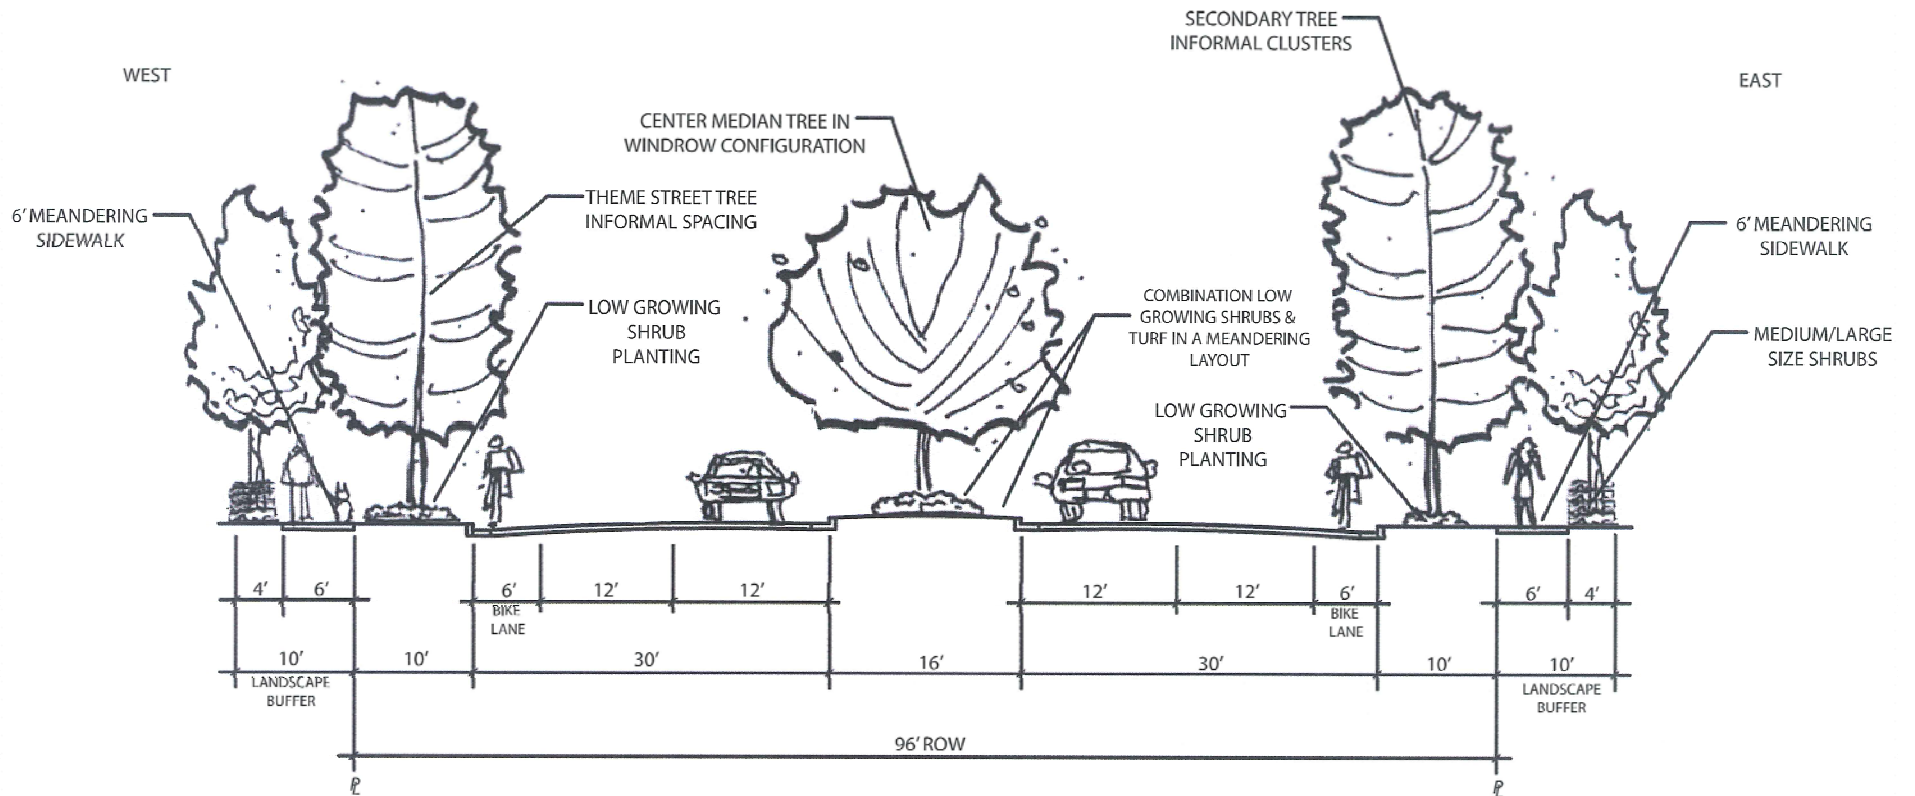 SECONDARY TREE
INFORMAL CLUSTERS
WEST
EAST
CENTER MEDIAN TREE IN
WINDROW CONFIGURATION
THEME STREET TREE
INFORMAL SPACING
6' MEANDERING
SIDEWALK
6' MEANDERING
SIDEWALK
LOW GROWING
SHRUB
PLANTING
COMBINATION LOW
GROWING SHRUBS &
TURF IN A MEANDERING
LAYOUT
MEDIUM/LARGE
SIZE SHRUBS
LOW GROWING
SHRUB
PLANTING
4' 6' 6' 12' 12' 12' 12' 6' 6' 4'
BIKE
LANE
BIKE
LANE
10' 10' 30' 16' 30' 10' 10'
LANDSCAPE
BUFFER
LANDSCAPE
BUFFER
96' ROW
PL PL